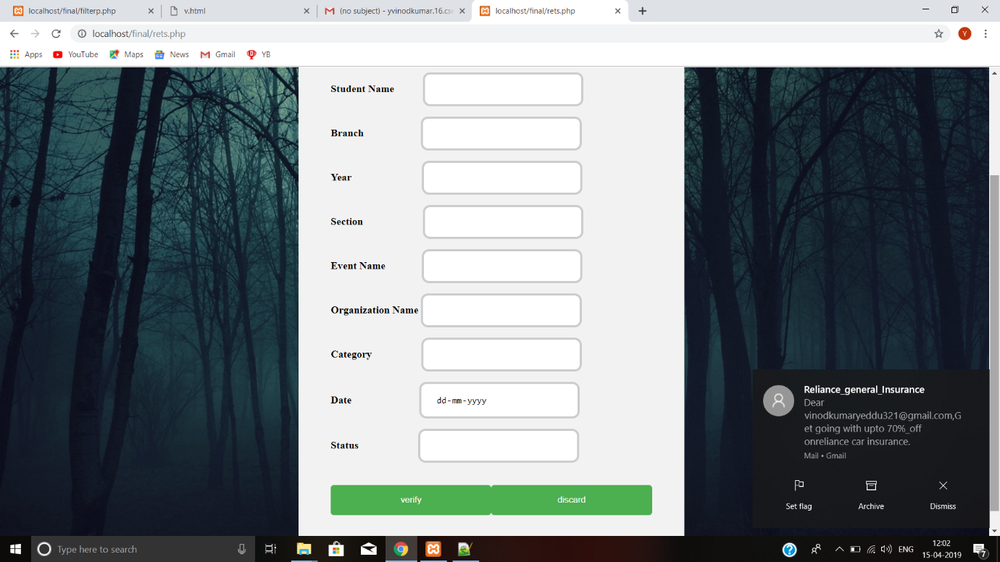 localhost/final/filterp.php
v.html
(no subject) - yvinodkumar.16.cse
localhost/final/rets.php
localhost/final/rets.php
Y
Apps
YouTube
Maps
News
Gmail
YB
Student Name
Branch
Year
Section
Event Name
Organization Name
Category
Date
dd-mm-yyyy
Status
verify
discard
Reliance_general_Insurance
Dear
vinodkumaryeddu321@gmail.com,G
et going with upto 70%_off
onreliance car insurance.
Mail • Gmail
Set flag
Archive
Dismiss
Type here to search
ENG
12:02
15-04-2019
7